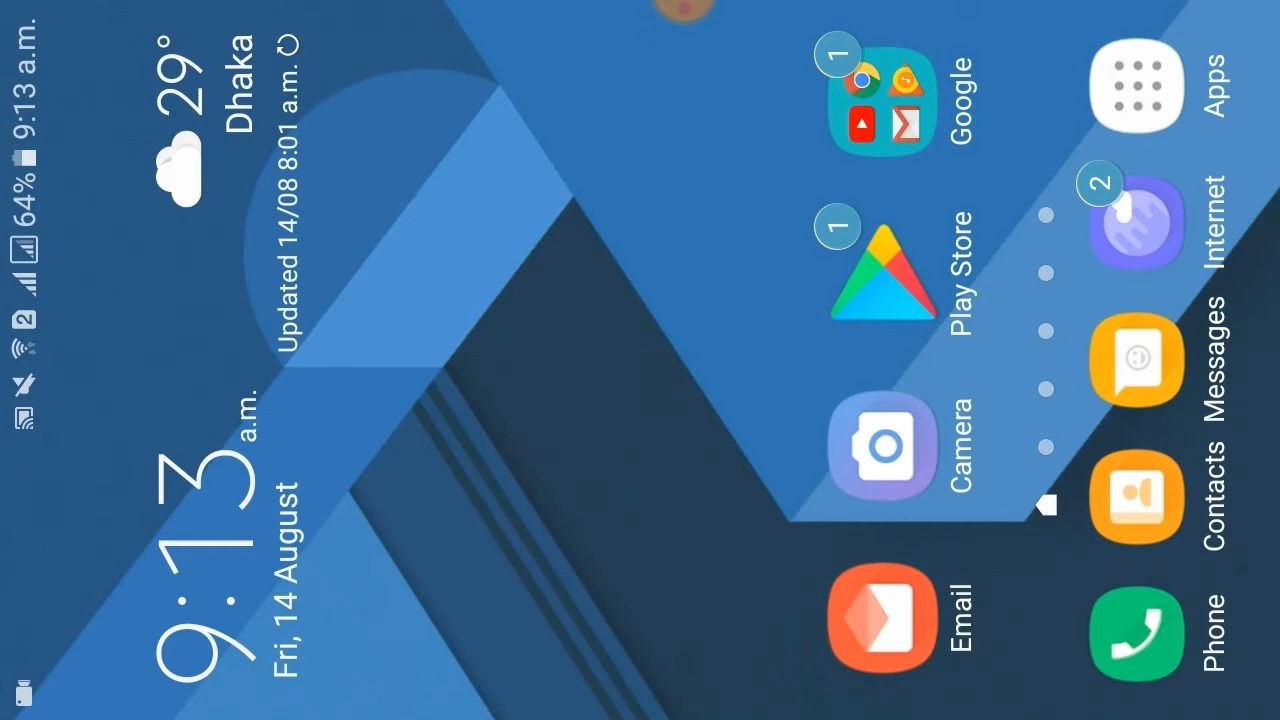 2 64% 9:13 a.m.
9:13 a.m.
Fri, 14 August
29°
Dhaka
Updated 14/08 8:01 a.m.
1
1
Email
Camera
Play Store
Google
2
Phone
Contacts
Messages
Internet
Apps